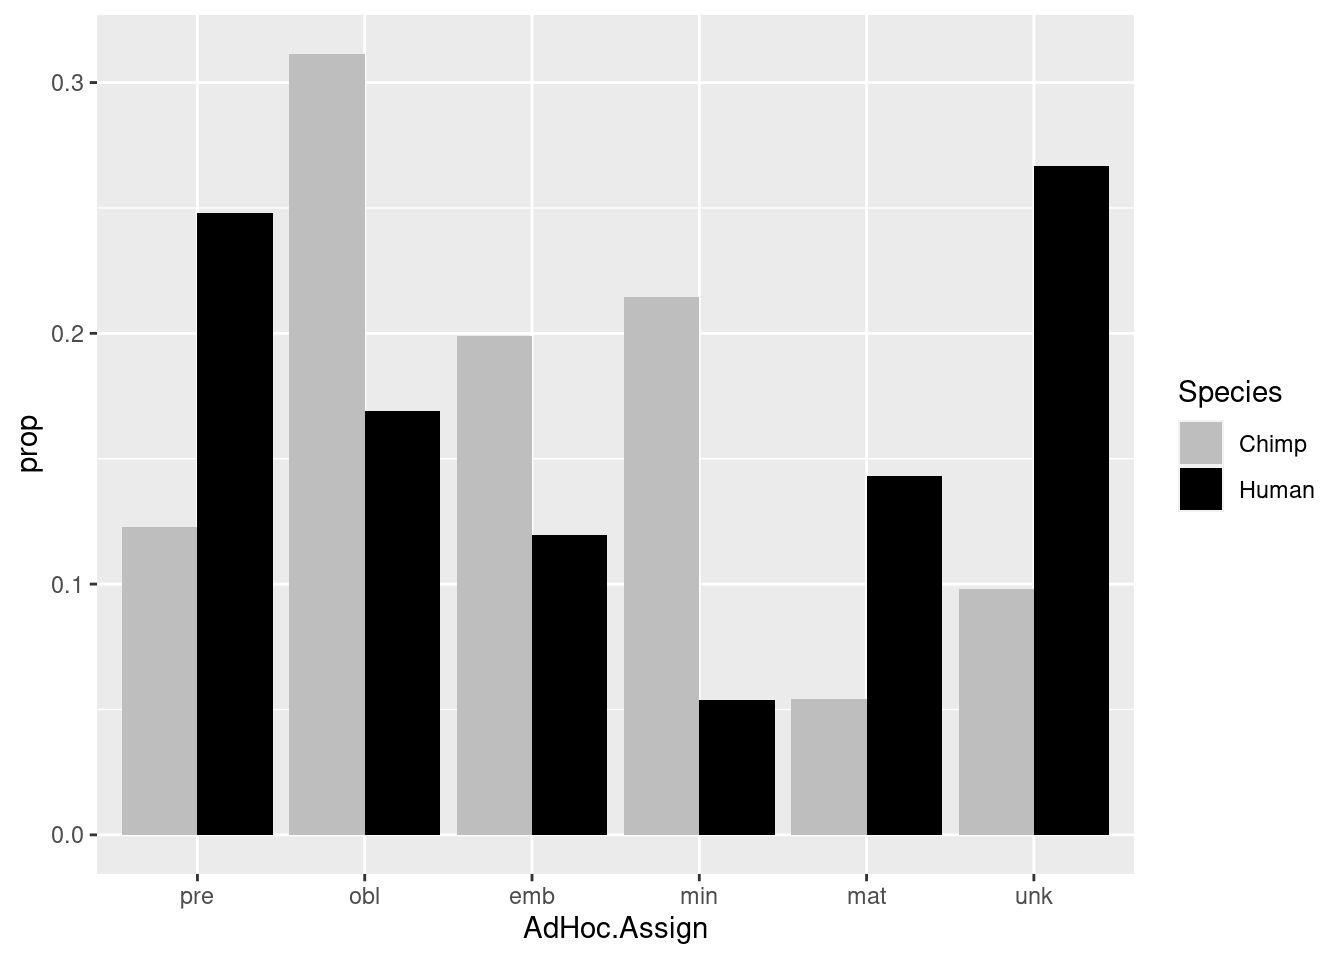 0.3
0.2
0.1
0.0
prop
pre obl emb min mat unk
AdHoc.Assign
Species
Chimp
Human